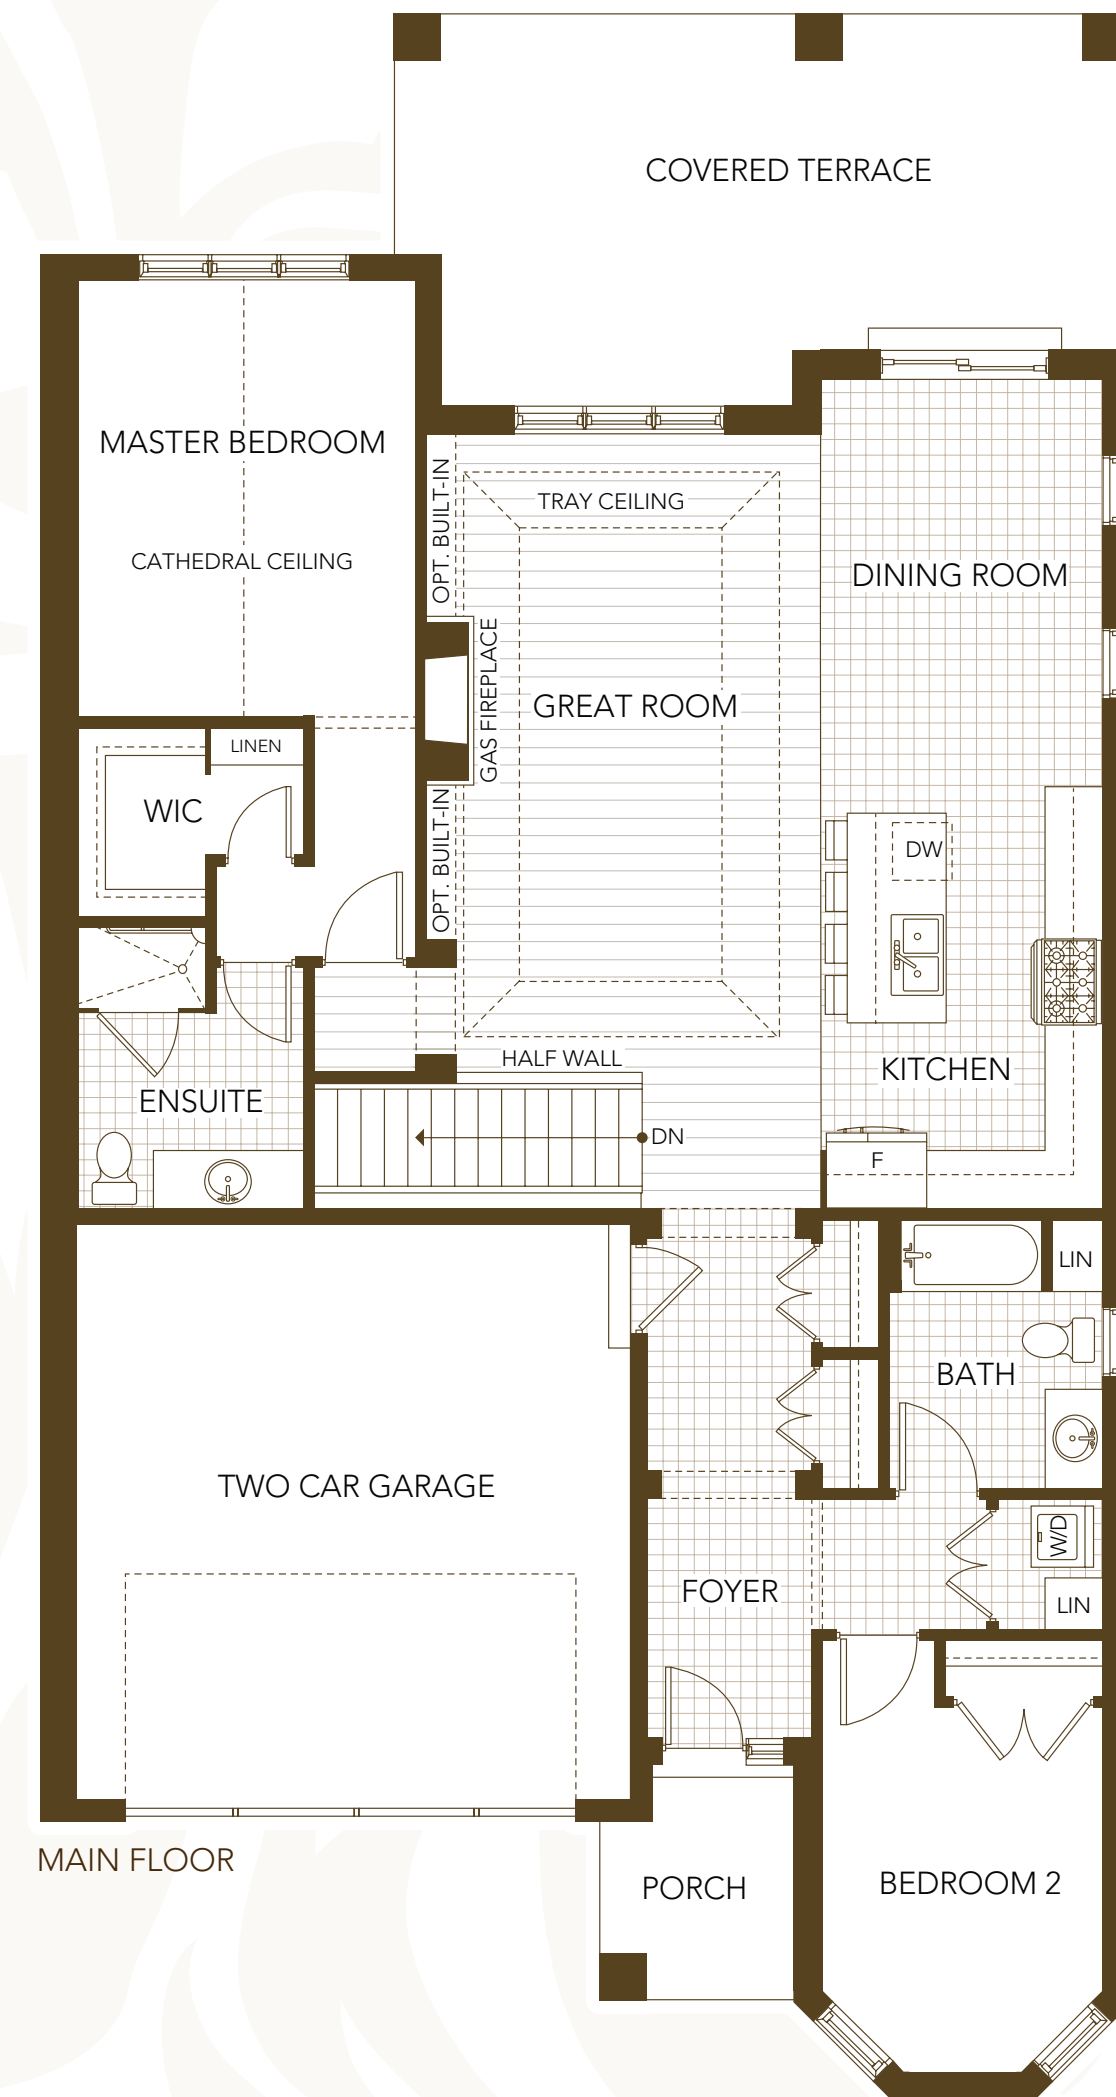 COVERED TERRACE
MASTER BEDROOM
CATHEDRAL CEILING
OPT. BUILT-IN
TRAY CEILING
DINING ROOM
GREAT ROOM
GAS FIREPLACE
LINEN
WIC
OPT. BUILT-IN
DW
HALF WALL
KITCHEN
ENSUITE
DN
F
LIN
BATH
TWO CAR GARAGE
W/D
FOYER
LIN
MAIN FLOOR
PORCH
BEDROOM 2